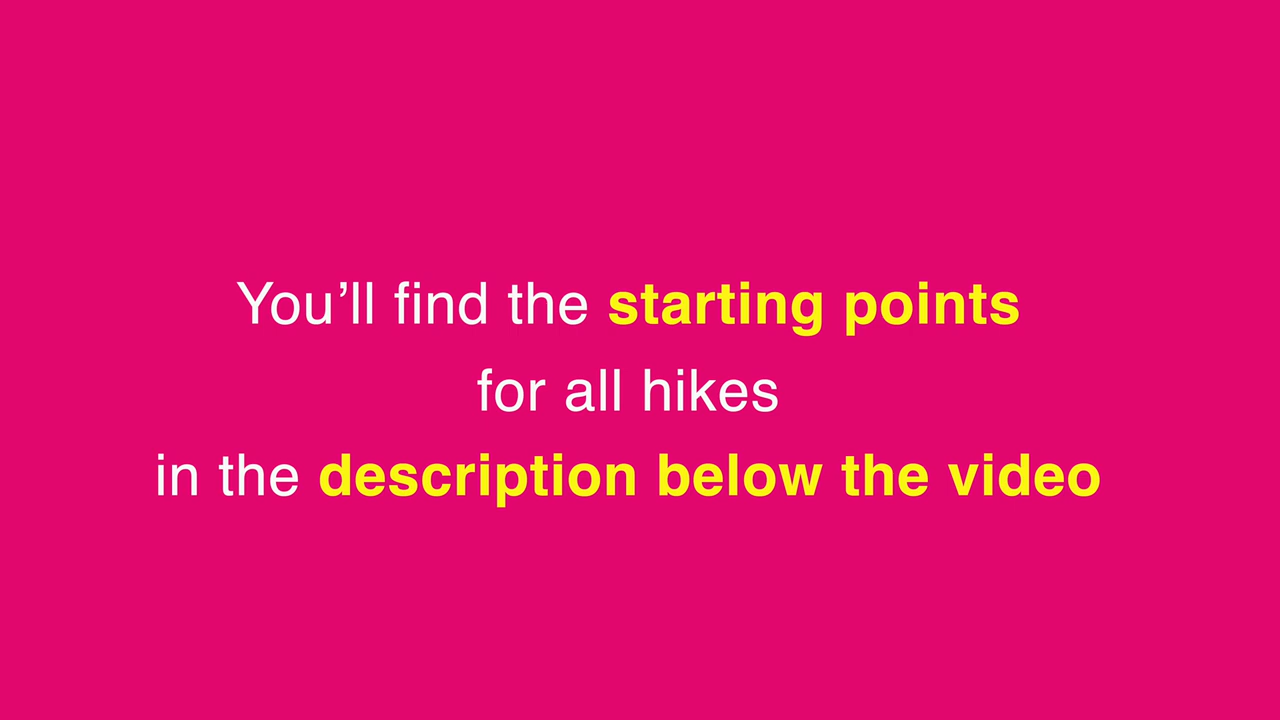 You’ll find the starting points
for all hikes
in the description below the video